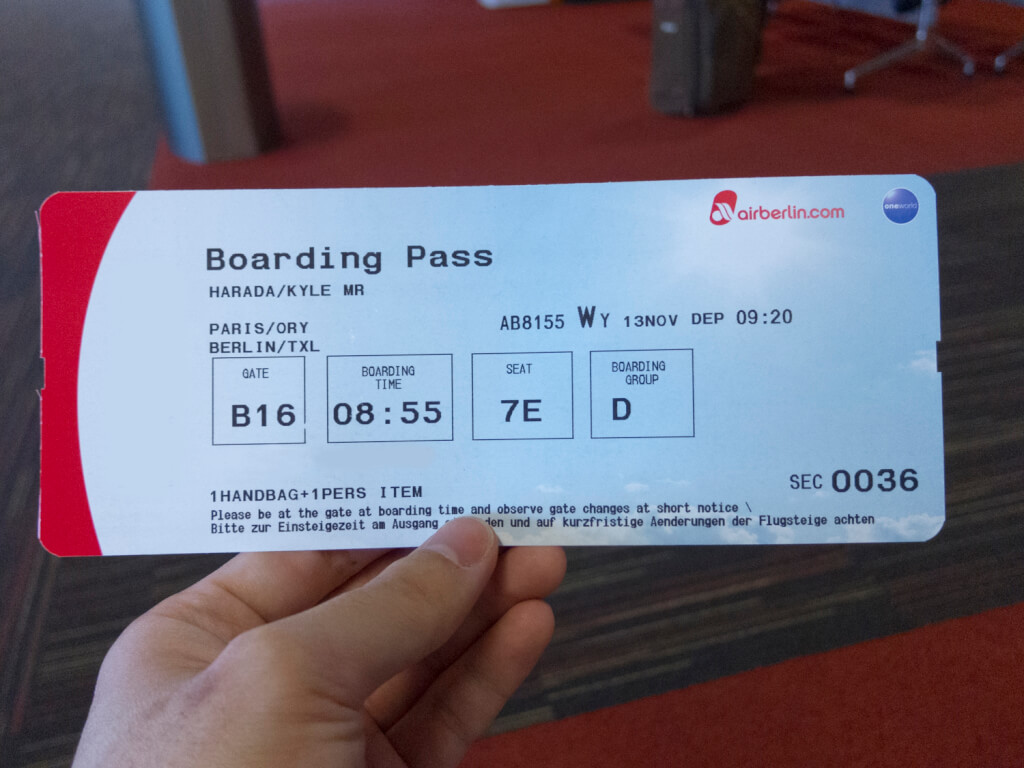 airberlin.com
oneworld
Boarding Pass
HARADA/KYLE MR
PARIS/ORY
AB8155 WY 13NOV DEP 09:20
BERLIN/TXL
GATE
B16
BOARDING
TIME
08:55
SEAT
7E
BOARDING
GROUP
D
1HANDBAG+1PERS ITEM
SEC 0036
Please be at the gate at boarding time and observe gate changes at short notice \
Bitte zur Einsteigezeit am Ausgang und auf kurzfristige Aenderungen der Flugsteige achten